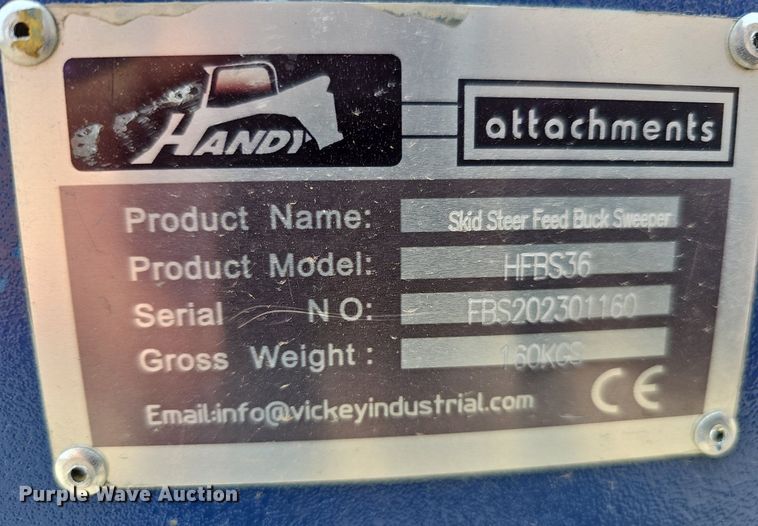 HANDY
attachments
Product Name: Skid Steer Feed Buck Sweeper
Product Model: HFBS36
Serial NO: FBS202301160
Gross Weight: 160KGS
Email:info@vickeyindustrial.com CE
Purple Wave Auction